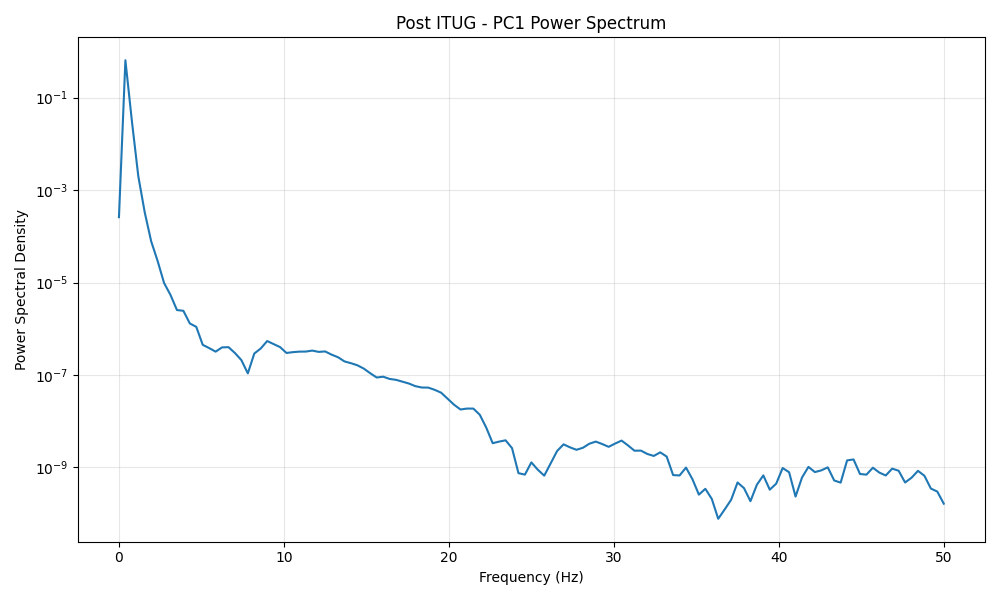 Post ITUG - PC1 Power Spectrum
Power Spectral Density
10⁻¹
10⁻³
10⁻⁵
10⁻⁷
10⁻⁹
0 10 20 30 40 50
Frequency (Hz)